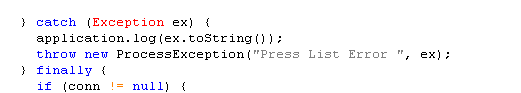 } catch (Exception ex) {
application.log(ex.toString());
throw new ProcessException("Press List Error ", ex);
} finally {
if (conn != null) {